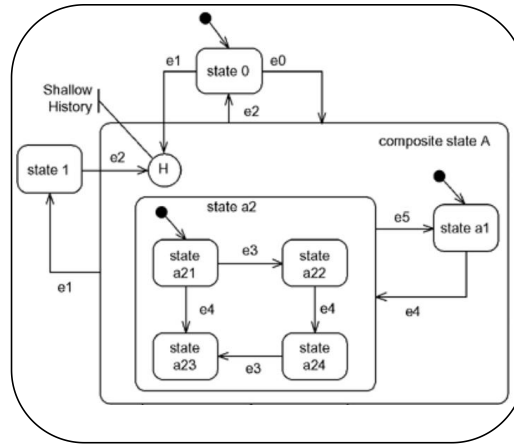 e1
state 0
e0
Shallow
History
e2
composite state A
state 1
e2
H
state a2
e5
state a1
state
a21
e3
state
a22
e1
e4
e4
e4
state
a23
e3
state
a24